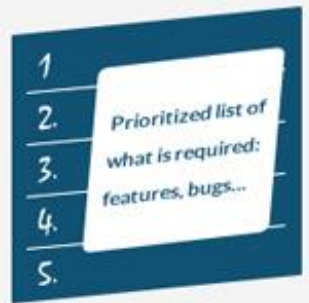 1
2.
3.
4.
5.
Prioritized list of
what is required:
features, bugs...